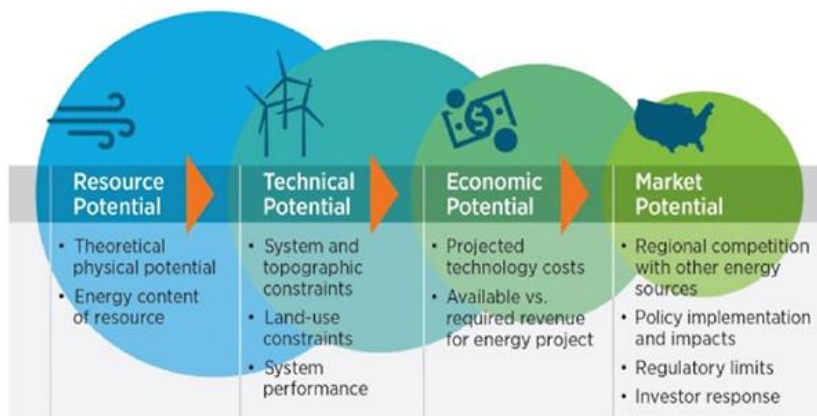 Resource
Potential
• Theoretical
physical potential
• Energy content
of resource
Technical
Potential
• System and
topographic
constraints
• Land-use
constraints
• System
performance
Economic
Potential
• Projected
technology costs
• Available vs.
required revenue
for energy project
Market
Potential
• Regional competition
with other energy
sources
• Policy implementation
and impacts
• Regulatory limits
• Investor response